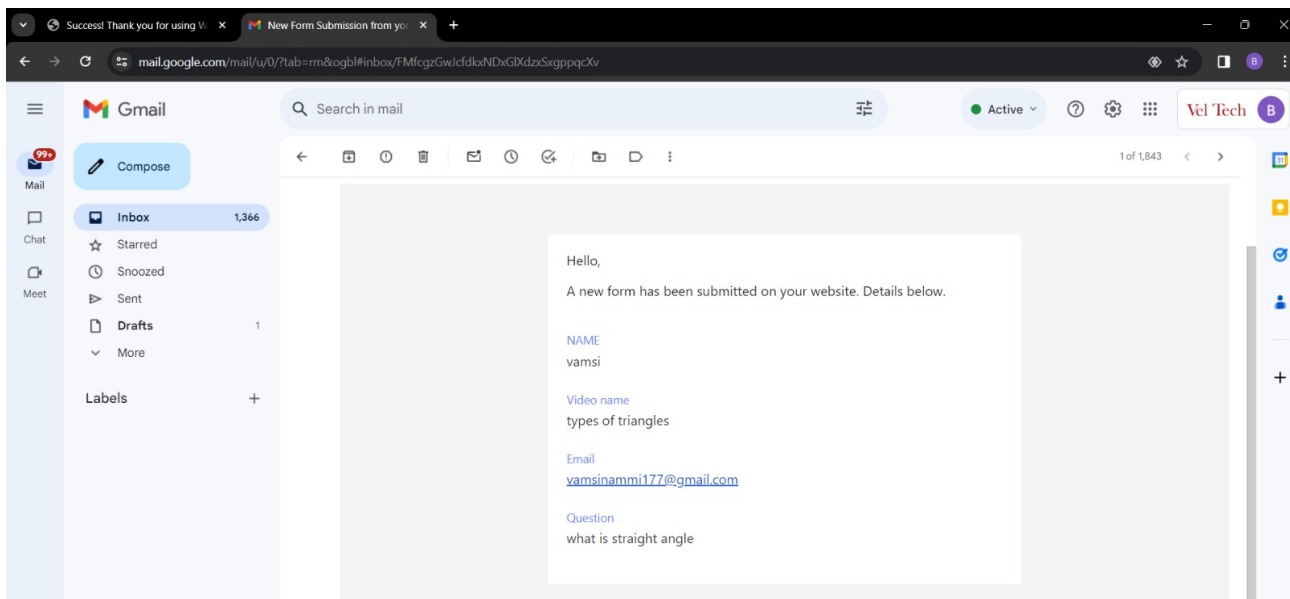 Success! Thank you for using W
New Form Submission from you
mail.google.com/mail/u/0/?tab=rm&ogbl#inbox/FMfcgzGwJcfdkxNDxGlXdzxSxgppqcXv
B
Gmail
Search in mail
Active
Vel Tech
B
99+
Mail
Compose
1 of 1,843
31
Inbox 1,366
Chat
Starred
Snoozed
Meet
Sent
Drafts 1
More
Labels
Hello,
A new form has been submitted on your website. Details below.
NAME
vamsi
Video name
types of triangles
Email
vamsinammi177@gmail.com
Question
what is straight angle